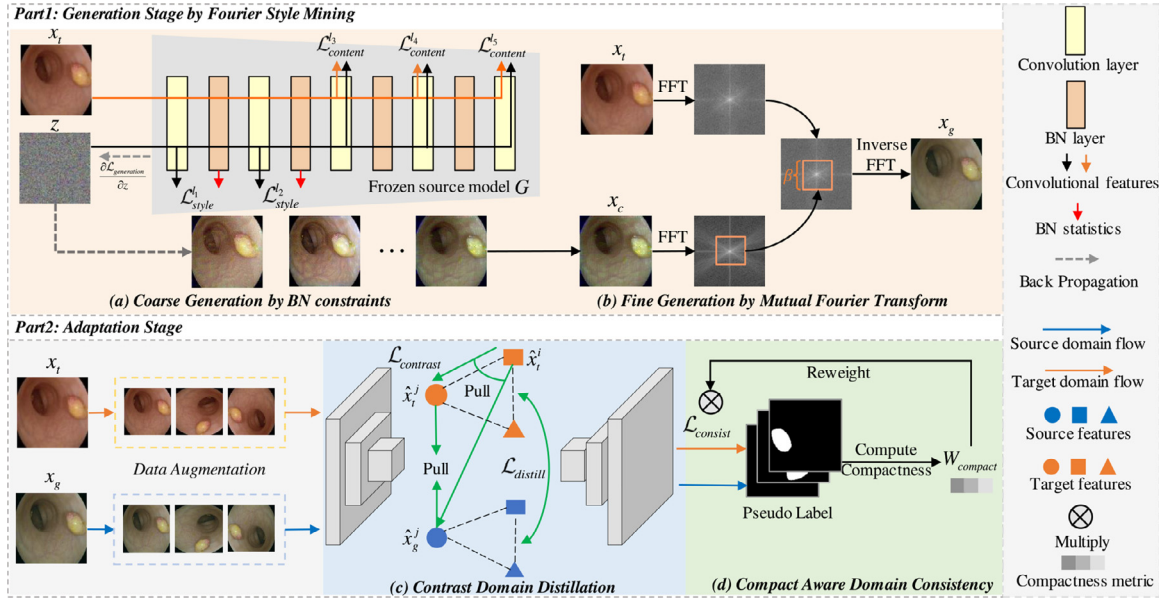 Part1: Generation Stage by Fourier Style Mining
x_t
z
L^{l_3}_{content}
L^{l_4}_{content}
L^{l_5}_{content}
∂L_{generation}
∂z
L^{l_1}_{style}
L^{l_2}_{style}
Frozen source model G
(a) Coarse Generation by BN constraints
x_t
FFT
x_c
FFT
β
Inverse
FFT
x_g
(b) Fine Generation by Mutual Fourier Transform
Part2: Adaptation Stage
x_t
Data Augmentation
x_g
L_{contrast}
x̂_t^i
Pull
x̂_t^j
Pull
L_{distill}
x̂_g^j
(c) Contrast Domain Distillation
Reweight
L_{consist}
Compute
Compactness
W_{compact}
Pseudo Label
(d) Compact Aware Domain Consistency
Convolution layer
BN layer
Convolutional features
BN statistics
Back Propagation
Source domain flow
Target domain flow
Source features
Target features
Multiply
Compactness metric